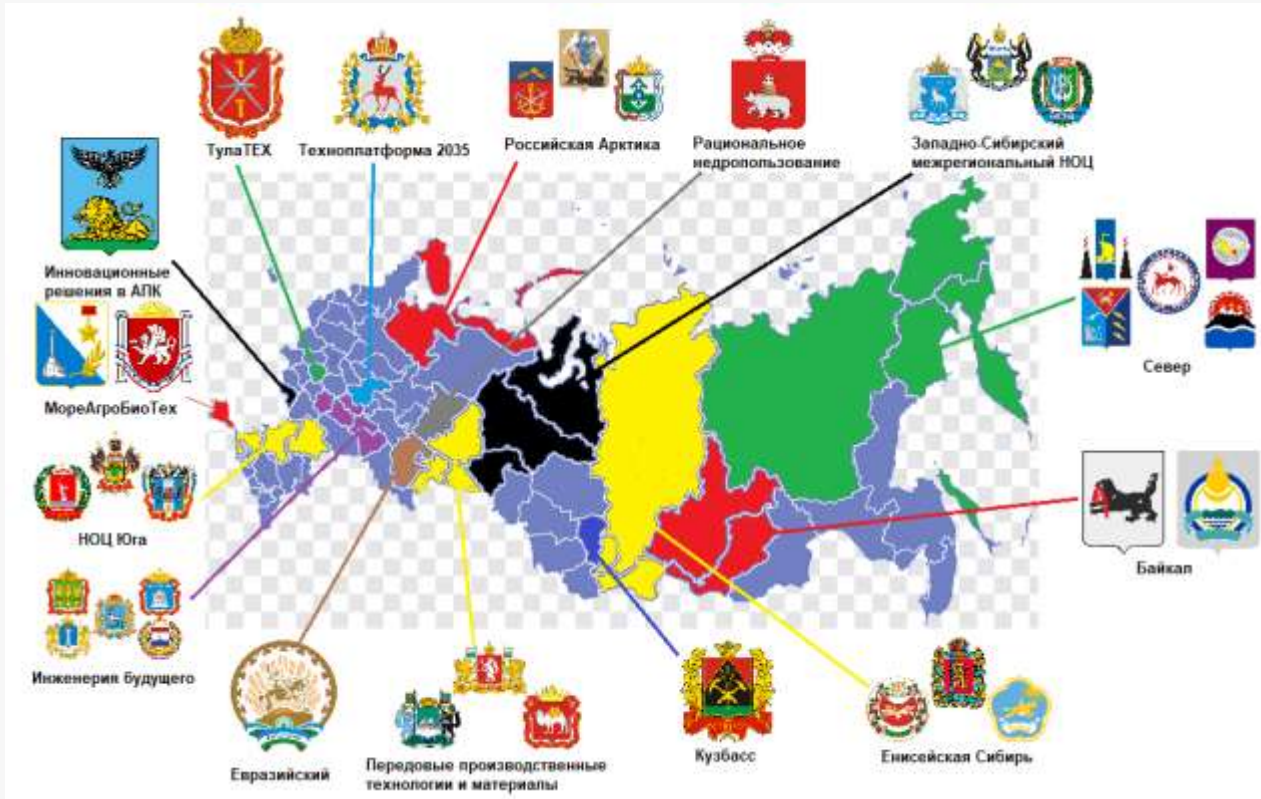 ТулаТЕХ
Техноплатформа 2035
Российская Арктика
Рациональное
недропользование
Западно-Сибирский
межрегиональный НОЦ
Инновационные
решения в АПК
МореАгроБиоТех
Север
НОЦ Юга
Байкал
Инженерия будущего
Евразийский
Передовые производственные
технологии и материалы
Кузбасс
Енисейская Сибирь